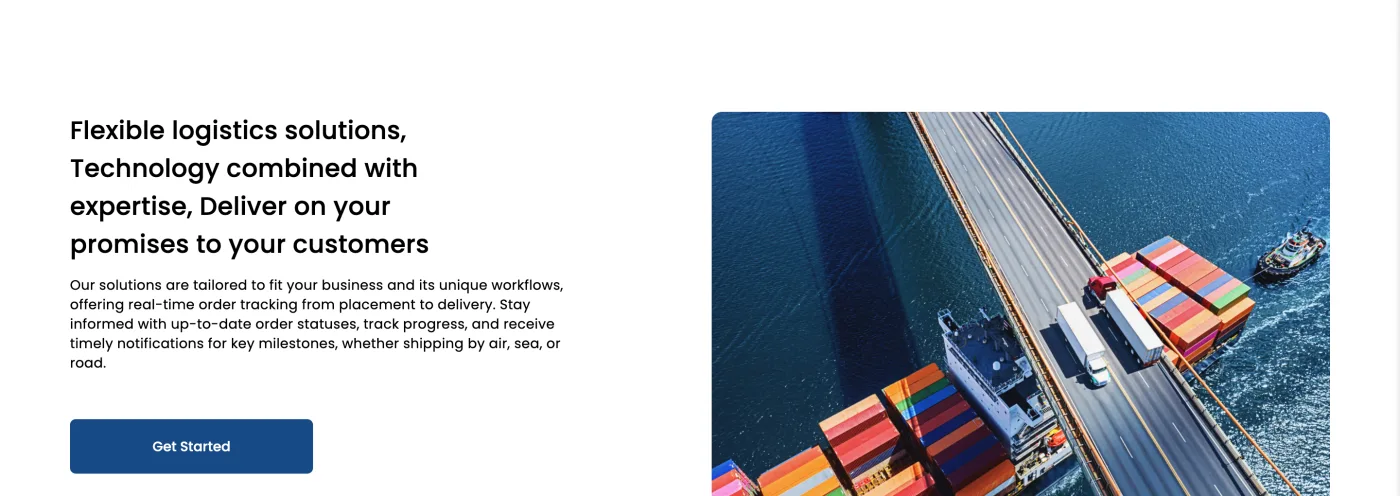 Flexible logistics solutions,
Technology combined with
expertise, Deliver on your
promises to your customers
Our solutions are tailored to fit your business and its unique workflows,
offering real-time order tracking from placement to delivery. Stay
informed with up-to-date order statuses, track progress, and receive
timely notifications for key milestones, whether shipping by air, sea, or
road.
Get Started